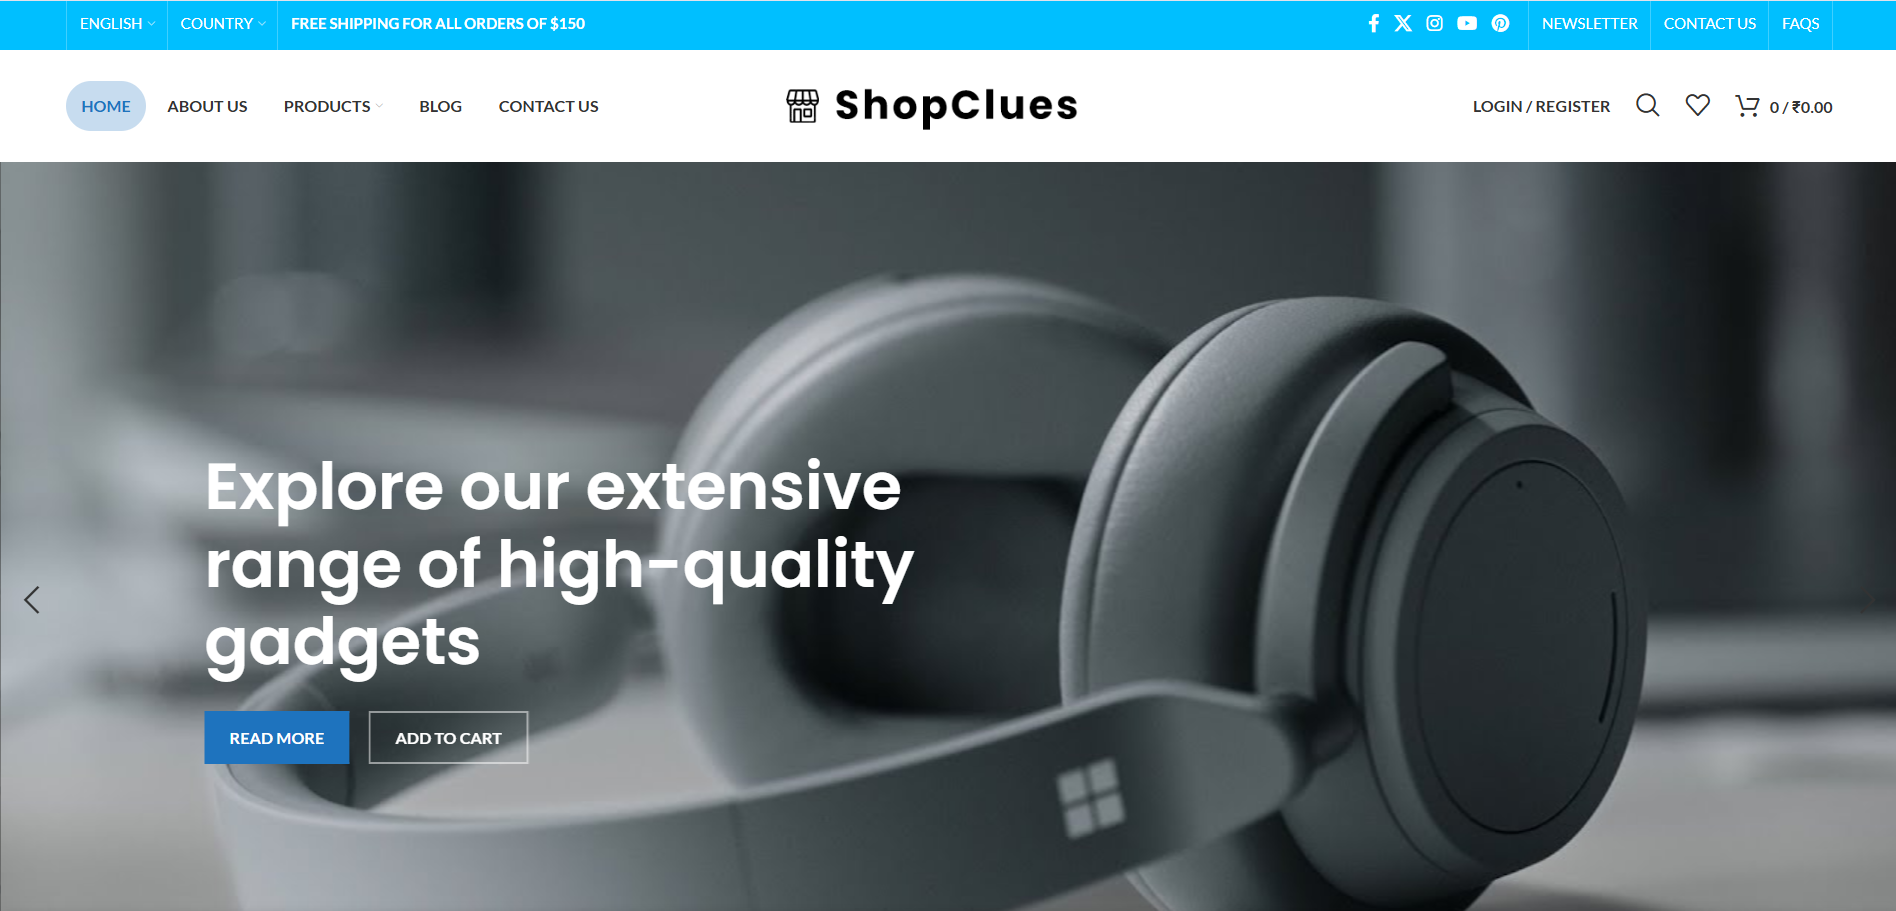 ENGLISH
COUNTRY
FREE SHIPPING FOR ALL ORDERS OF $150
NEWSLETTER
CONTACT US
FAQS
HOME
ABOUT US
PRODUCTS
BLOG
CONTACT US
ShopClues
LOGIN / REGISTER
0 / ₹0.00
Explore our extensive
range of high-quality
gadgets
READ MORE
ADD TO CART